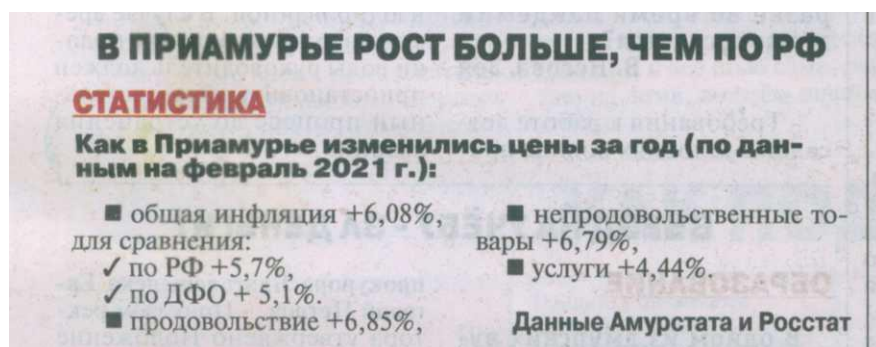 В ПРИАМУРЬЕ РОСТ БОЛЬШЕ, ЧЕМ ПО РФ
СТАТИСТИКА
Как в Приамурье изменились цены за год (по дан-
ным на февраль 2021 г.):
■ общая инфляция +6,08%,
для сравнения:
✓ по РФ +5,7%,
✓ по ДФО + 5,1%.
■ продовольствие +6,85%,
■ непродовольственные то-
вары +6,79%,
■ услуги +4,44%.
Данные Амурстата и Росстат